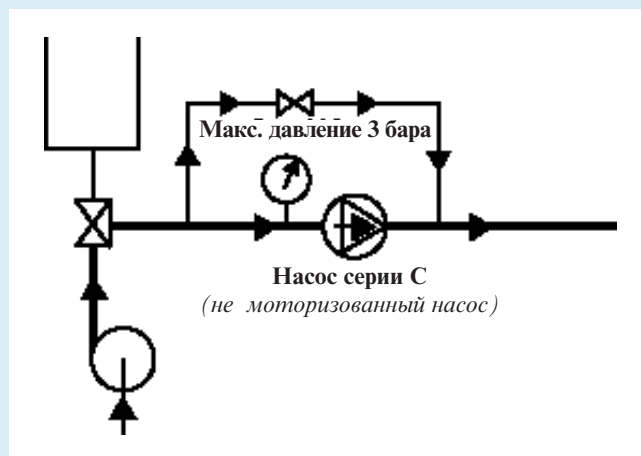 Макс. давление 3 бара
Насос серии С
(не моторизованный насос)